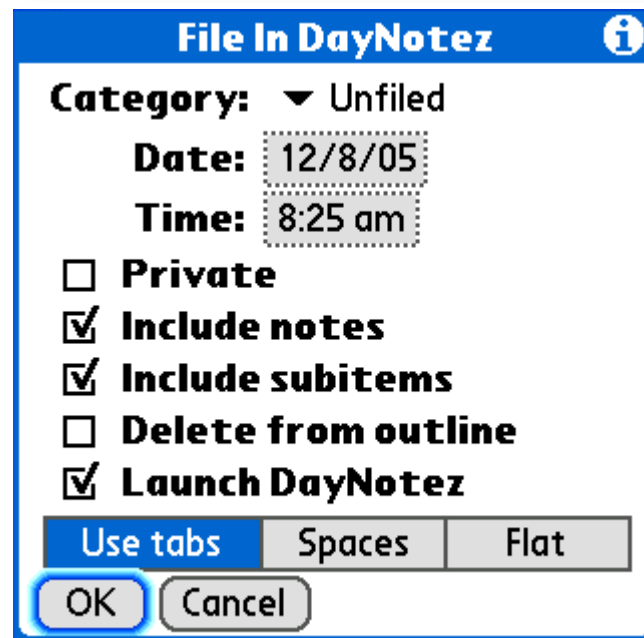 File In DayNotez
Category: Unfiled
Date: 12/8/05
Time: 8:25 am
Private
Include notes
Include subitems
Delete from outline
Launch DayNotez
Use tabs Spaces Flat
OK Cancel